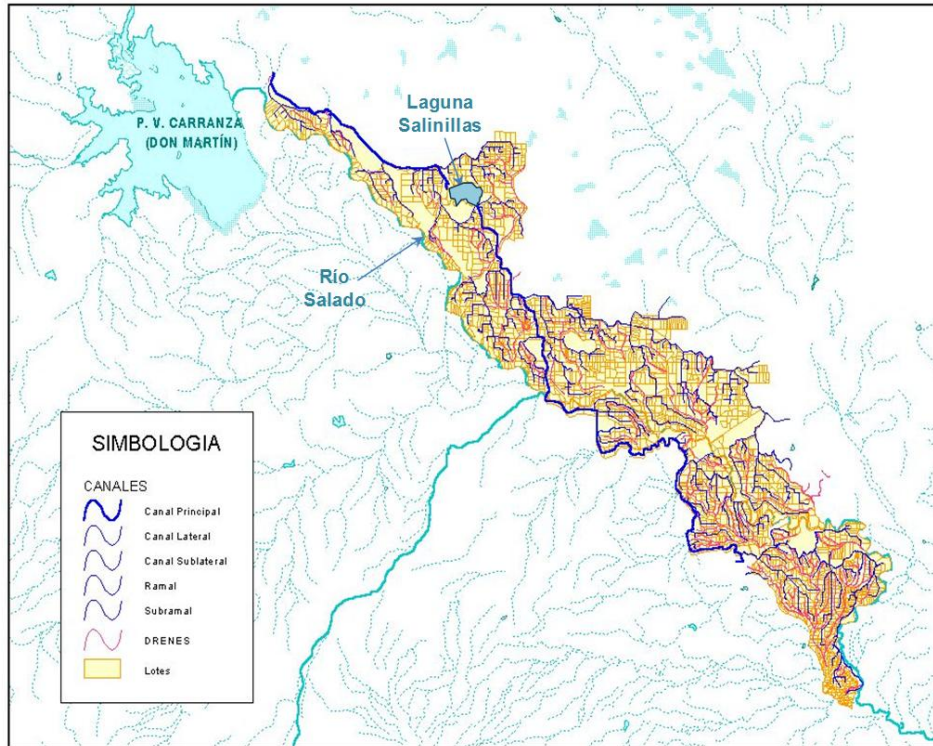 P. V. CARRANZA
(DON MARTÍN)
Laguna
Salinillas
Río
Salado
SIMBOLOGIA
CANALES
Canal Principal
Canal Lateral
Canal Sublateral
Ramal
Subramal
DRENES
Lotes